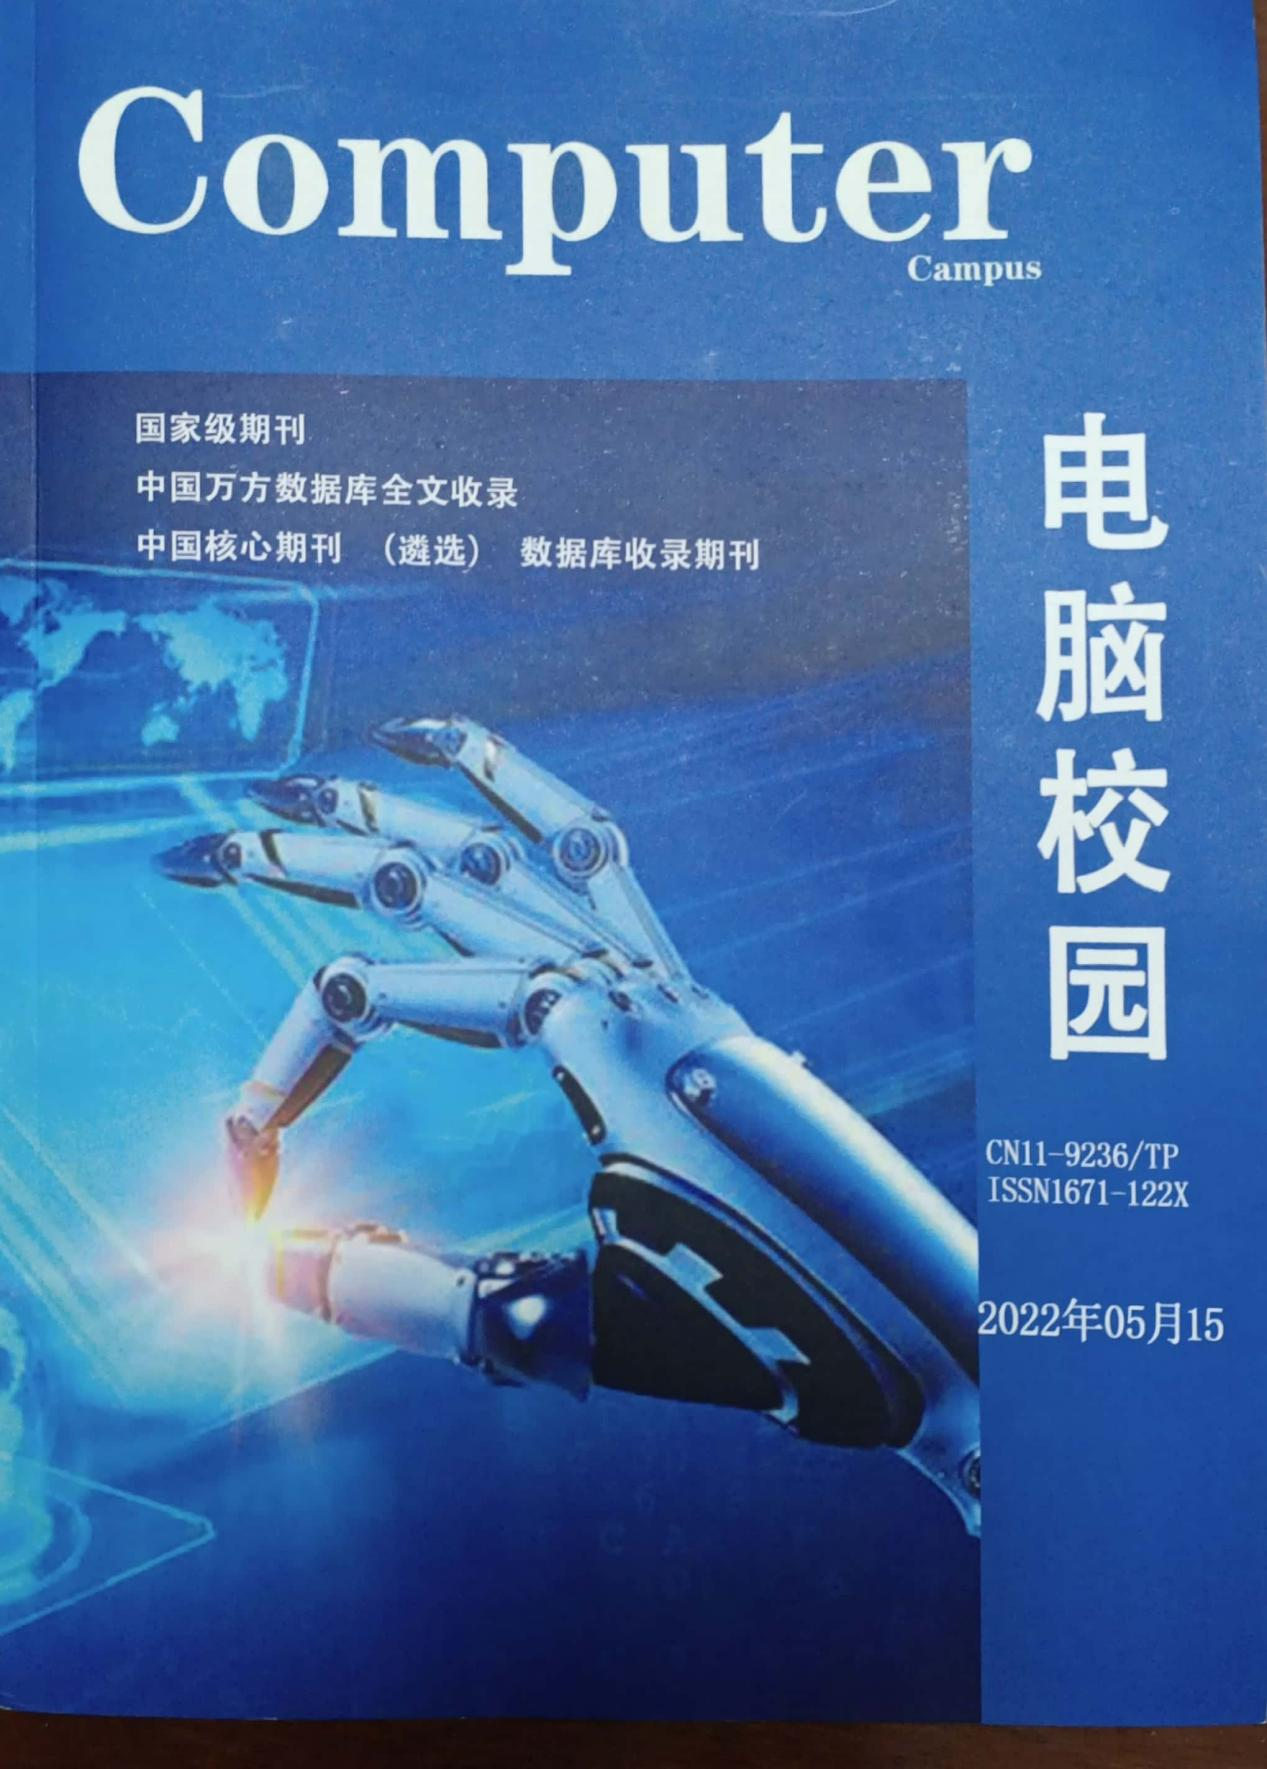 Computer
Campus
国家级期刊
中国万方数据库全文收录
中国核心期刊 (遴选) 数据库收录期刊
电脑校园
CN11-9236/TP
ISSN1671-122X
2022年05月15